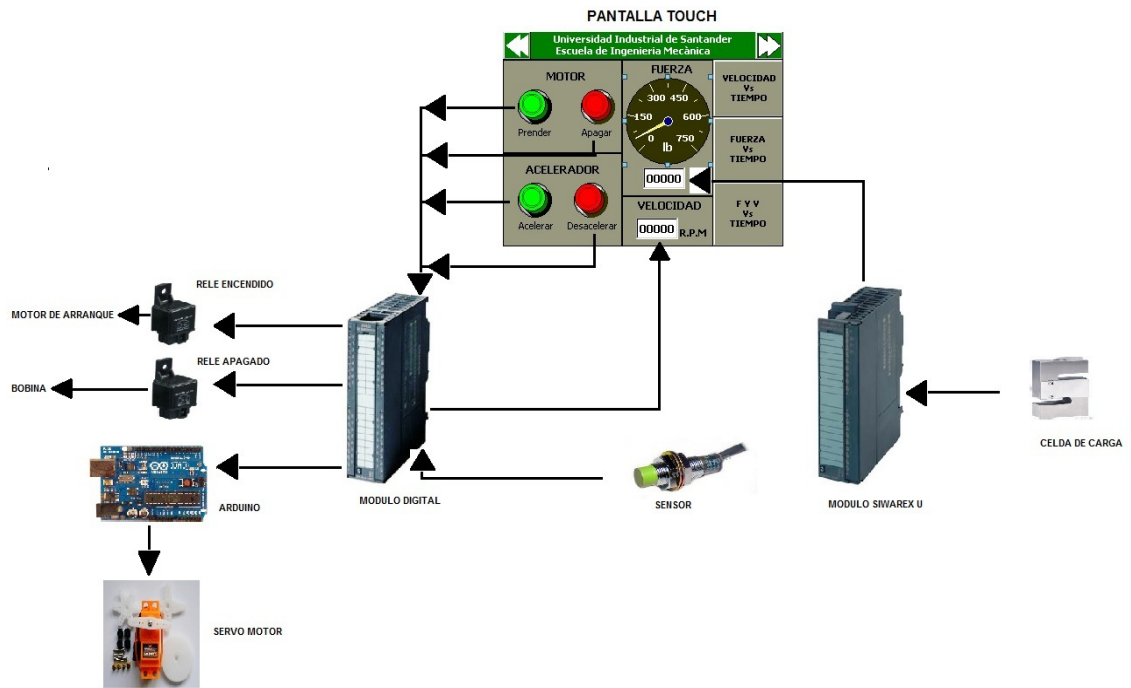 PANTALLA TOUCH
Universidad Industrial de Santander
Escuela de Ingenieria Mecànica
MOTOR
Prender
Apagar
ACELERADOR
Acelerar
Desacelerar
FUERZA
300 450
150 600
0 750
lb
00000
VELOCIDAD
00000 R.P.M
VELOCIDAD
Vs
TIEMPO
FUERZA
Vs
TIEMPO
F Y V
Vs
TIEMPO
RELE ENCENDIDO
MOTOR DE ARRANQUE
RELE APAGADO
BOBINA
ARDUINO
MODULO DIGITAL
SENSOR
MODULO SIWAREX U
CELDA DE CARGA
SERVO MOTOR